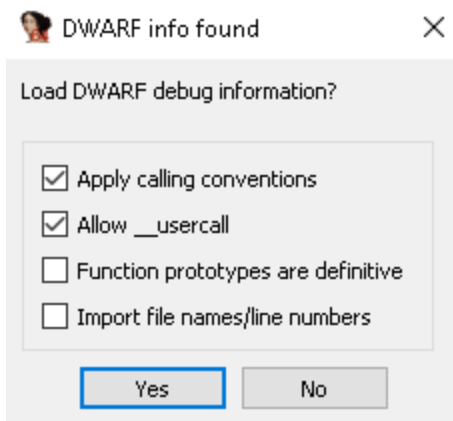 DWARF info found
Load DWARF debug information?
Apply calling conventions
Allow __usercall
Function prototypes are definitive
Import file names/line numbers
Yes No